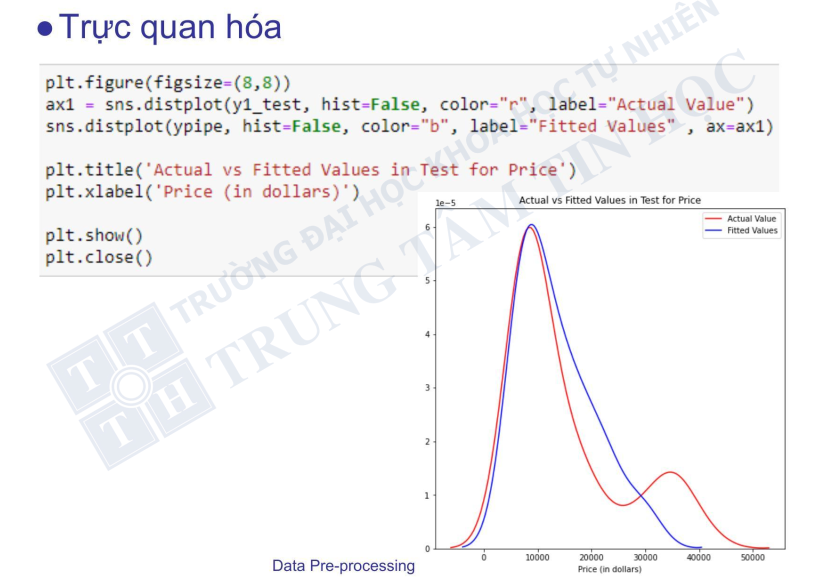 ● Trực quan hóa
plt.figure(figsize=(8,8))
ax1 = sns.distplot(y1_test, hist=False, color="r", label="Actual Value")
sns.distplot(ypipe, hist=False, color="b", label="Fitted Values" , ax=ax1)
plt.title('Actual vs Fitted Values in Test for Price')
plt.xlabel('Price (in dollars)')
plt.show()
plt.close()
Actual vs Fitted Values in Test for Price
1e−5
Actual Value
Fitted Values
6
5
4
3
2
1
0
0 10000 20000 30000 40000 50000
Price (in dollars)
Data Pre-processing
TRƯỜNG ĐẠI HỌC KHOA HỌC TỰ NHIÊN
TRUNG TÂM TIN HỌC
T T
T H